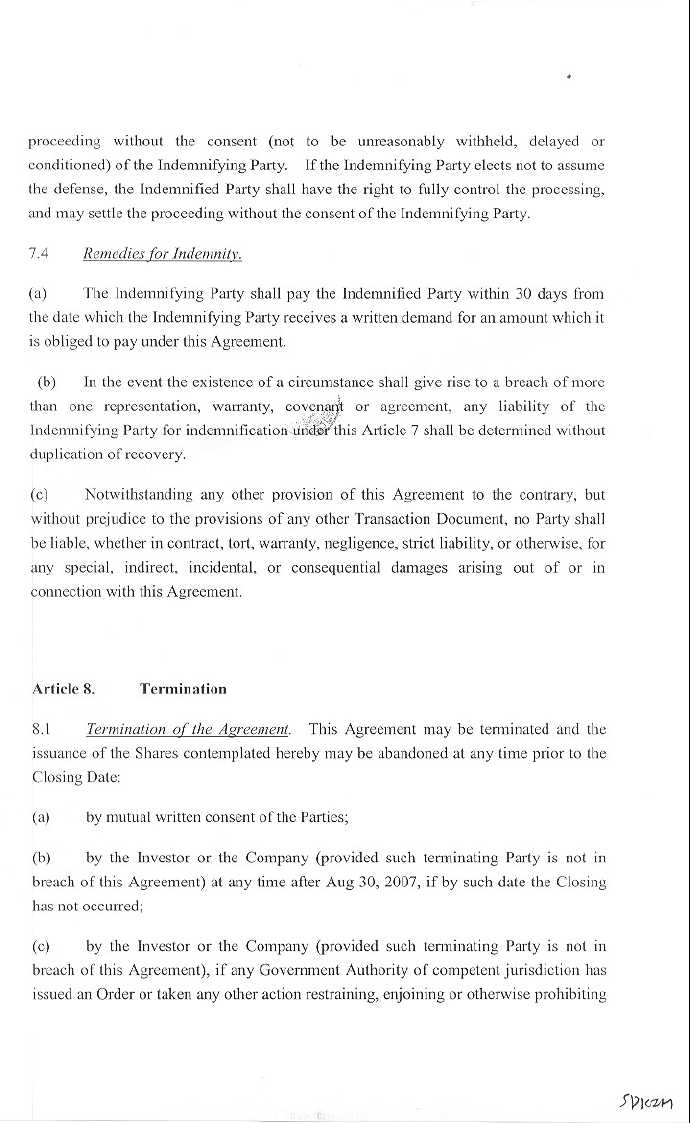 proceeding without the consent (not to be unreasonably withheld, delayed or
conditioned) of the Indemnifying Party. If the Indemnifying Party elects not to assume
the defense, the Indemnified Party shall have the right to fully control the processing,
and may settle the proceeding without the consent of the Indemnifying Party.
7.4 Remedies for Indemnity.
(a) The Indemnifying Party shall pay the Indemnified Party within 30 days from
the date which the Indemnifying Party receives a written demand for an amount which it
is obliged to pay under this Agreement.
(b) In the event the existence of a circumstance shall give rise to a breach of more
than one representation, warranty, covenant or agreement, any liability of the
Indemnifying Party for indemnification under this Article 7 shall be determined without
duplication of recovery.
(c) Notwithstanding any other provision of this Agreement to the contrary, but
without prejudice to the provisions of any other Transaction Document, no Party shall
be liable, whether in contract, tort, warranty, negligence, strict liability, or otherwise, for
any special, indirect, incidental, or consequential damages arising out of or in
connection with this Agreement.
Article 8. Termination
8.1 Termination of the Agreement. This Agreement may be terminated and the
issuance of the Shares contemplated hereby may be abandoned at any time prior to the
Closing Date:
(a) by mutual written consent of the Parties;
(b) by the Investor or the Company (provided such terminating Party is not in
breach of this Agreement) at any time after Aug 30, 2007, if by such date the Closing
has not occurred;
(c) by the Investor or the Company (provided such terminating Party is not in
breach of this Agreement), if any Government Authority of competent jurisdiction has
issued an Order or taken any other action restraining, enjoining or otherwise prohibiting